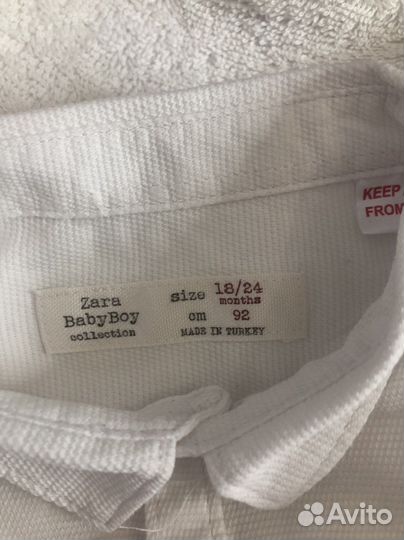 KEEP
FROM
Zara
BabyBoy
collection
size 18/24
months
cm 92
MADE IN TURKEY
Avito